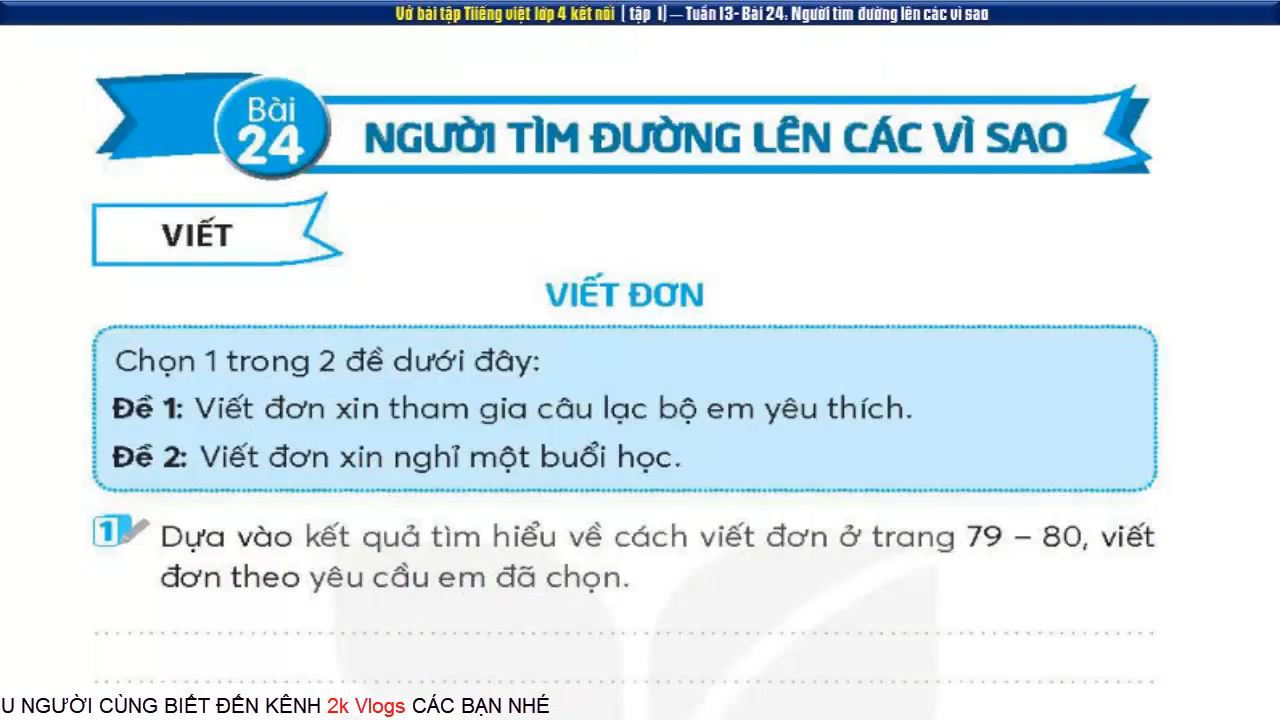 Vở bài tập Tiiếng việt lớp 4 kết nối ( tập 1) – Tuần 13- Bài 24: Người tìm đường lên các vì sao
Bài
24
NGƯỜI TÌM ĐƯỜNG LÊN CÁC VÌ SAO
VIẾT
VIẾT ĐƠN
Chọn 1 trong 2 đề dưới đây:
Đề 1: Viết đơn xin tham gia câu lạc bộ em yêu thích.
Đề 2: Viết đơn xin nghỉ một buổi học.
1 Dựa vào kết quả tìm hiểu về cách viết đơn ở trang 79 – 80, viết
đơn theo yêu cầu em đã chọn.
U NGƯỜI CÙNG BIẾT ĐẾN KÊNH 2k Vlogs CÁC BẠN NHÉ